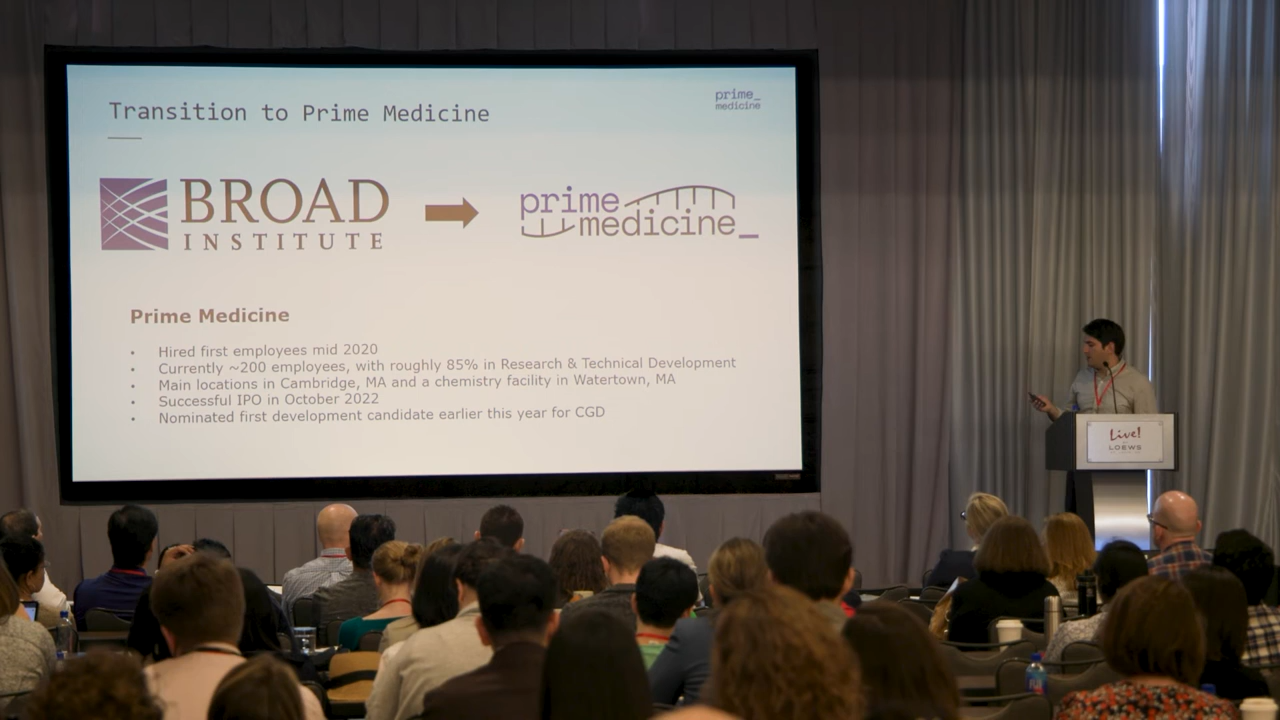 Transition to Prime Medicine
prime_
medicine
BROAD
INSTITUTE
prime
medicine_
Prime Medicine
• Hired first employees mid 2020
• Currently ~200 employees, with roughly 85% in Research & Technical Development
• Main locations in Cambridge, MA and a chemistry facility in Watertown, MA
• Successful IPO in October 2022
• Nominated first development candidate earlier this year for CGD
Live!
LOEWS